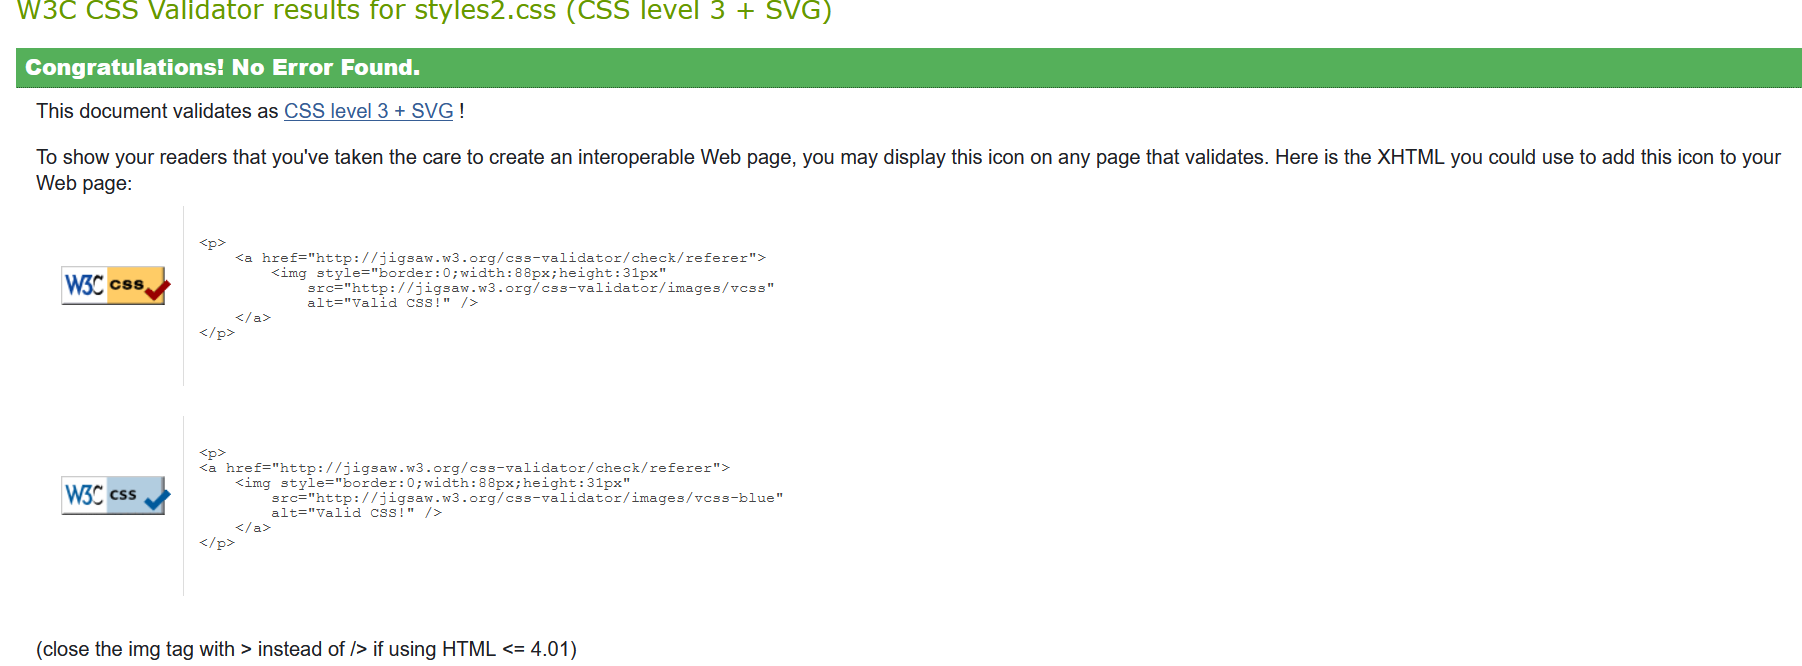 W3C CSS Validator results for styles2.css (CSS level 3 + SVG)
Congratulations! No Error Found.
This document validates as CSS level 3 + SVG !
To show your readers that you've taken the care to create an interoperable Web page, you may display this icon on any page that validates. Here is the XHTML you could use to add this icon to your
Web page:
W3C css
<p>
    <a href="http://jigsaw.w3.org/css-validator/check/referer">
        <img style="border:0;width:88px;height:31px"
            src="http://jigsaw.w3.org/css-validator/images/vcss"
            alt="Valid CSS!" />
    </a>
</p>
W3C css
<p>
<a href="http://jigsaw.w3.org/css-validator/check/referer">
    <img style="border:0;width:88px;height:31px"
        src="http://jigsaw.w3.org/css-validator/images/vcss-blue"
        alt="Valid CSS!" />
    </a>
</p>
(close the img tag with > instead of /> if using HTML <= 4.01)